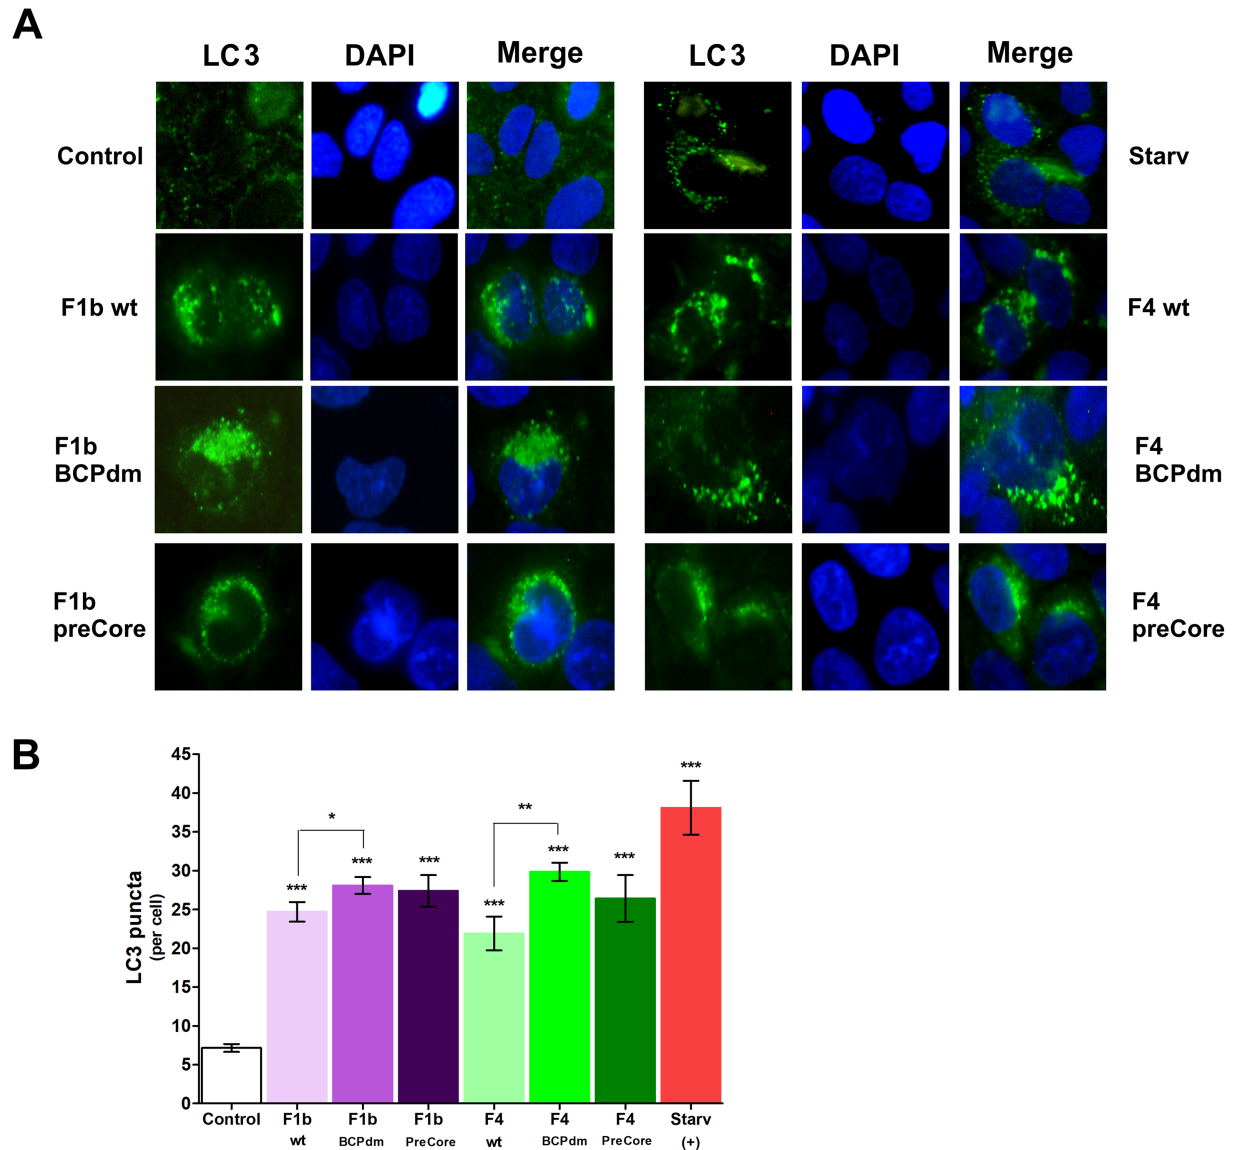 A
LC3 DAPI Merge LC3 DAPI Merge
Control Starv
F1b wt F4 wt
F1b
BCPdm
F4
BCPdm
F1b
preCore
F4
preCore
B
LC3 puncta
(per cell)
45
40
35
30
25
20
15
10
5
0
*
**
***
***
***
***
***
***
***
Control F1b F1b F1b F4 F4 F4 Starv
wt BCPdm PreCore wt BCPdm PreCore (+)